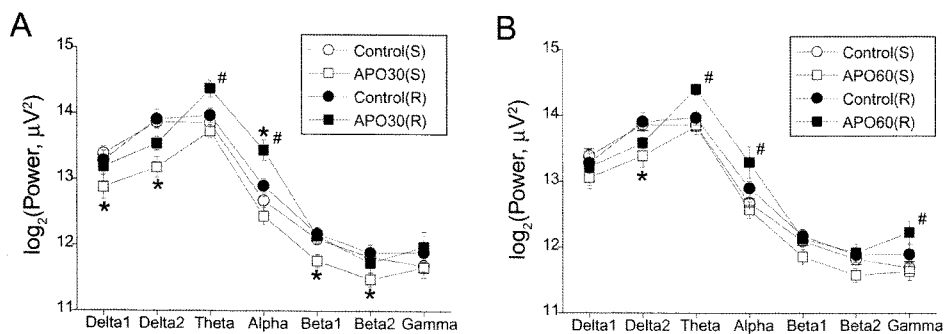 A
log₂(Power, μV²)
15
14
13
12
11
Control(S)
APO30(S)
Control(R)
APO30(R)
#
* #
*
*
*
*
Delta1 Delta2 Theta Alpha Beta1 Beta2 Gamma
B
log₂(Power, μV²)
15
14
13
12
11
Control(S)
APO60(S)
Control(R)
APO60(R)
#
#
#
*
Delta1 Delta2 Theta Alpha Beta1 Beta2 Gamma